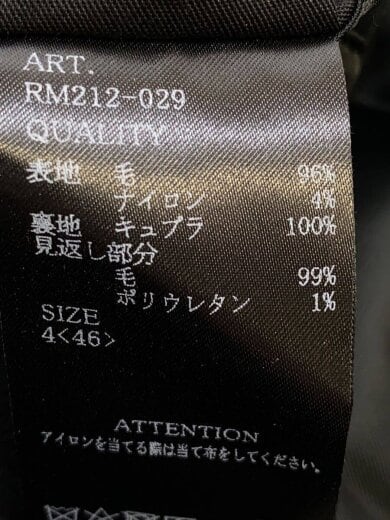 ART.
RM212-029
QUALITY
表地 毛 96%
ナイロン 4%
裏地 キュプラ 100%
見返し部分
毛 99%
ポリウレタン 1%
SIZE
4<46>
ATTENTION
アイロンを当てる際は当て布をしてください。